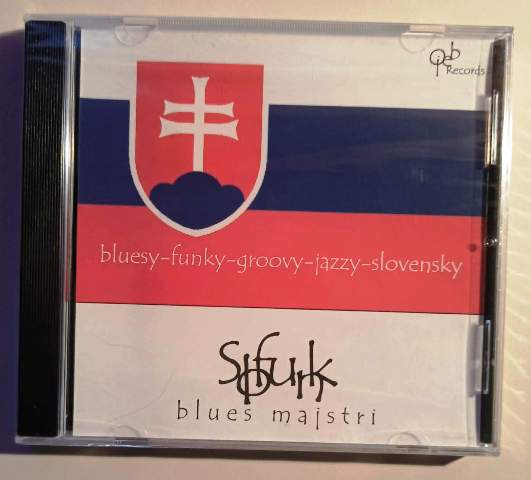 Records
bluesy-funky-groovy-jazzy-slovensky
blues majstri